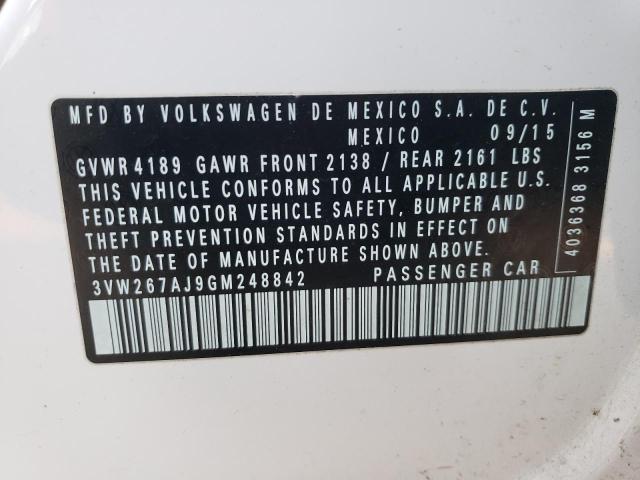 MFD BY VOLKSWAGEN DE MEXICO S.A. DE C.V.
MEXICO 09/15
GVWR 4189 GAWR FRONT 2138 / REAR 2161 LBS
THIS VEHICLE CONFORMS TO ALL APPLICABLE U.S.
FEDERAL MOTOR VEHICLE SAFETY, BUMPER AND
THEFT PREVENTION STANDARDS IN EFFECT ON
THE DATE OF MANUFACTURE SHOWN ABOVE.
3VW267AJ9GM248842 PASSENGER CAR
4036368 3156 M